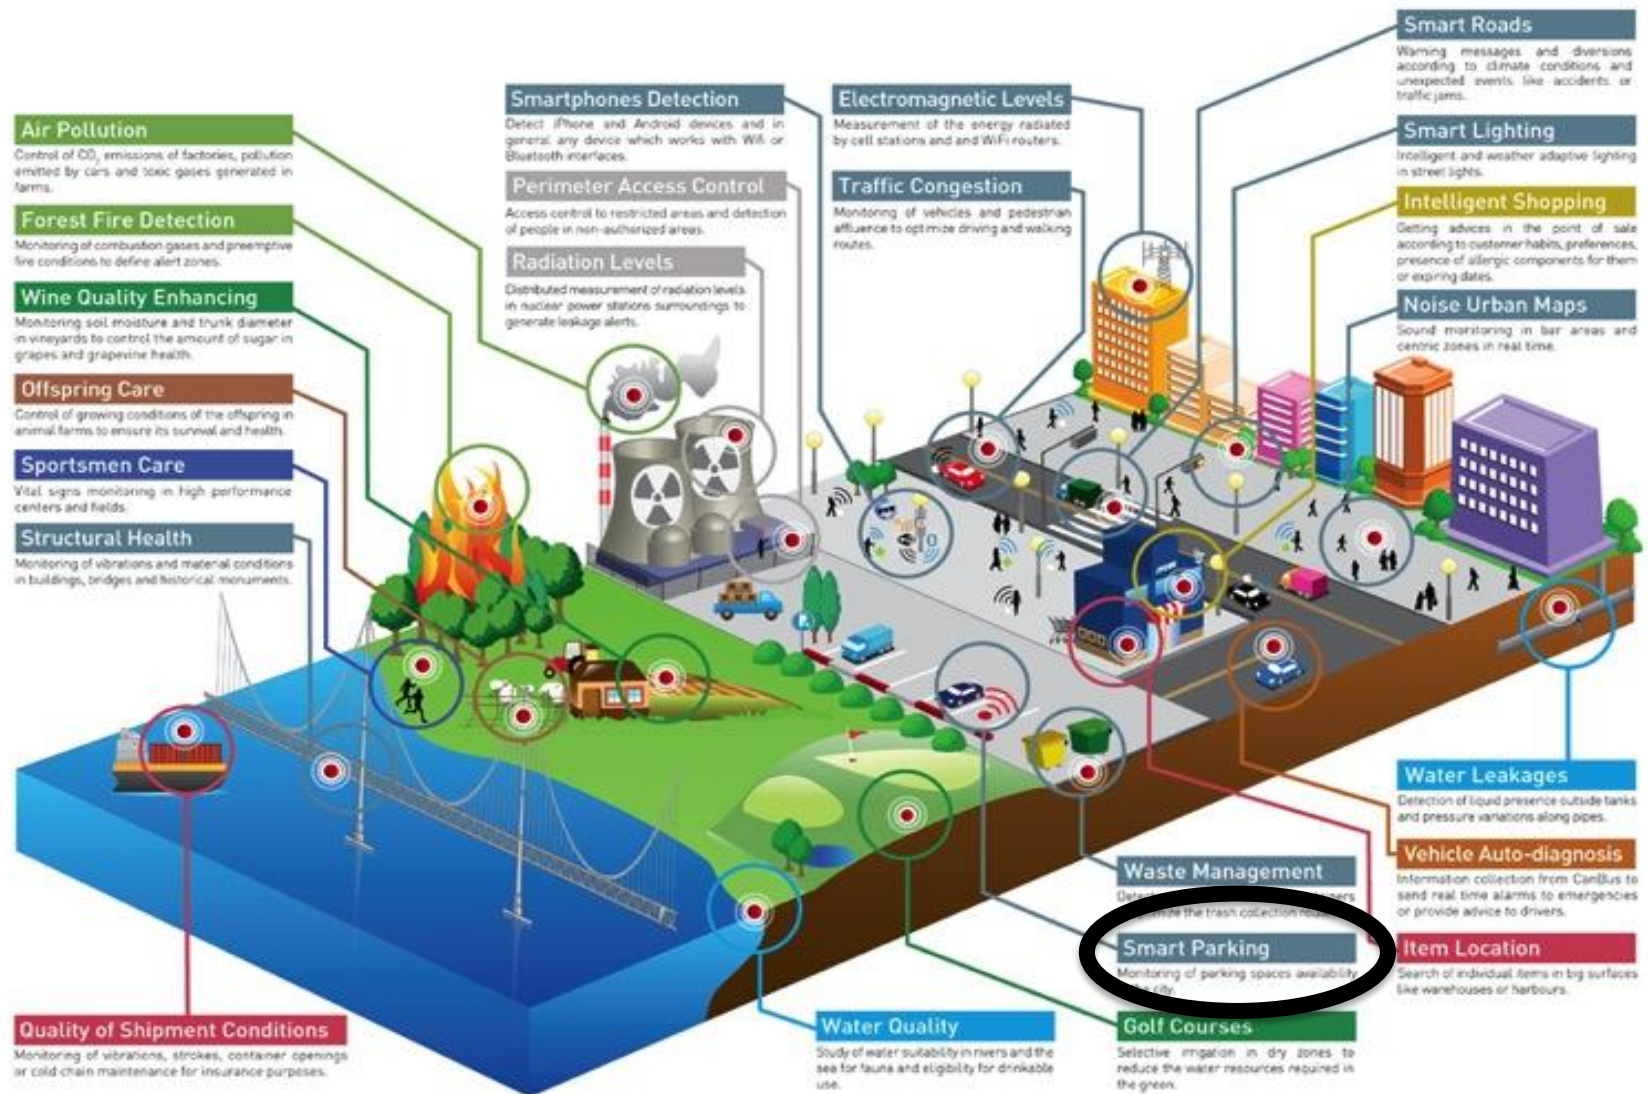 Air Pollution
Control of CO2 emissions of factories, pollution
emitted by cars and toxic gases generated in
farms.
Forest Fire Detection
Monitoring of combustion gases and preemptive
fire conditions to define alert zones.
Wine Quality Enhancing
Monitoring soil moisture and trunk diameter
in vineyards to control the amount of sugar in
grapes and grapevine health.
Offspring Care
Control of growing conditions of the offspring in
animal farms to ensure its survival and health.
Sportsmen Care
Vital signs monitoring in high performance
centers and fields.
Structural Health
Monitoring of vibrations and material conditions
in buildings, bridges and historical monuments.
Quality of Shipment Conditions
Monitoring of vibrations, strokes, container openings
or cold chain maintenance for insurance purposes.
Smartphones Detection
Detect iPhone and Android devices and in
general any device which works with Wifi or
Bluetooth interfaces.
Perimeter Access Control
Access control to restricted areas and detection
of people in non-authorized areas.
Radiation Levels
Distributed measurement of radiation levels
in nuclear power stations surroundings to
generate leakage alerts.
Electromagnetic Levels
Measurement of the energy radiated
by cell stations and and WiFi routers.
Traffic Congestion
Monitoring of vehicles and pedestrian
affluence to optimize driving and walking
routes.
Smart Roads
Warning messages and diversions
according to climate conditions and
unexpected events like accidents or
traffic jams.
Smart Lighting
Intelligent and weather adaptive lighting
in street lights.
Intelligent Shopping
Getting advices in the point of sale
according to customer habits, preferences,
presence of allergic components for them
or expiring dates.
Noise Urban Maps
Sound monitoring in bar areas and
centric zones in real time.
Water Leakages
Detection of liquid presence outside tanks
and pressure variations along pipes.
Vehicle Auto-diagnosis
Information collection from CanBus to
send real time alarms to emergencies
or provide advice to drivers.
Item Location
Search of individual items in big surfaces
like warehouses or harbours.
Waste Management
the trash collection
Smart Parking
Monitoring of parking spaces availability
city.
Golf Courses
Selective irrigation in dry zones to
reduce the water resources required in
the green.
Water Quality
Study of water suitability in rivers and the
sea for fauna and eligibility for drinkable
use.